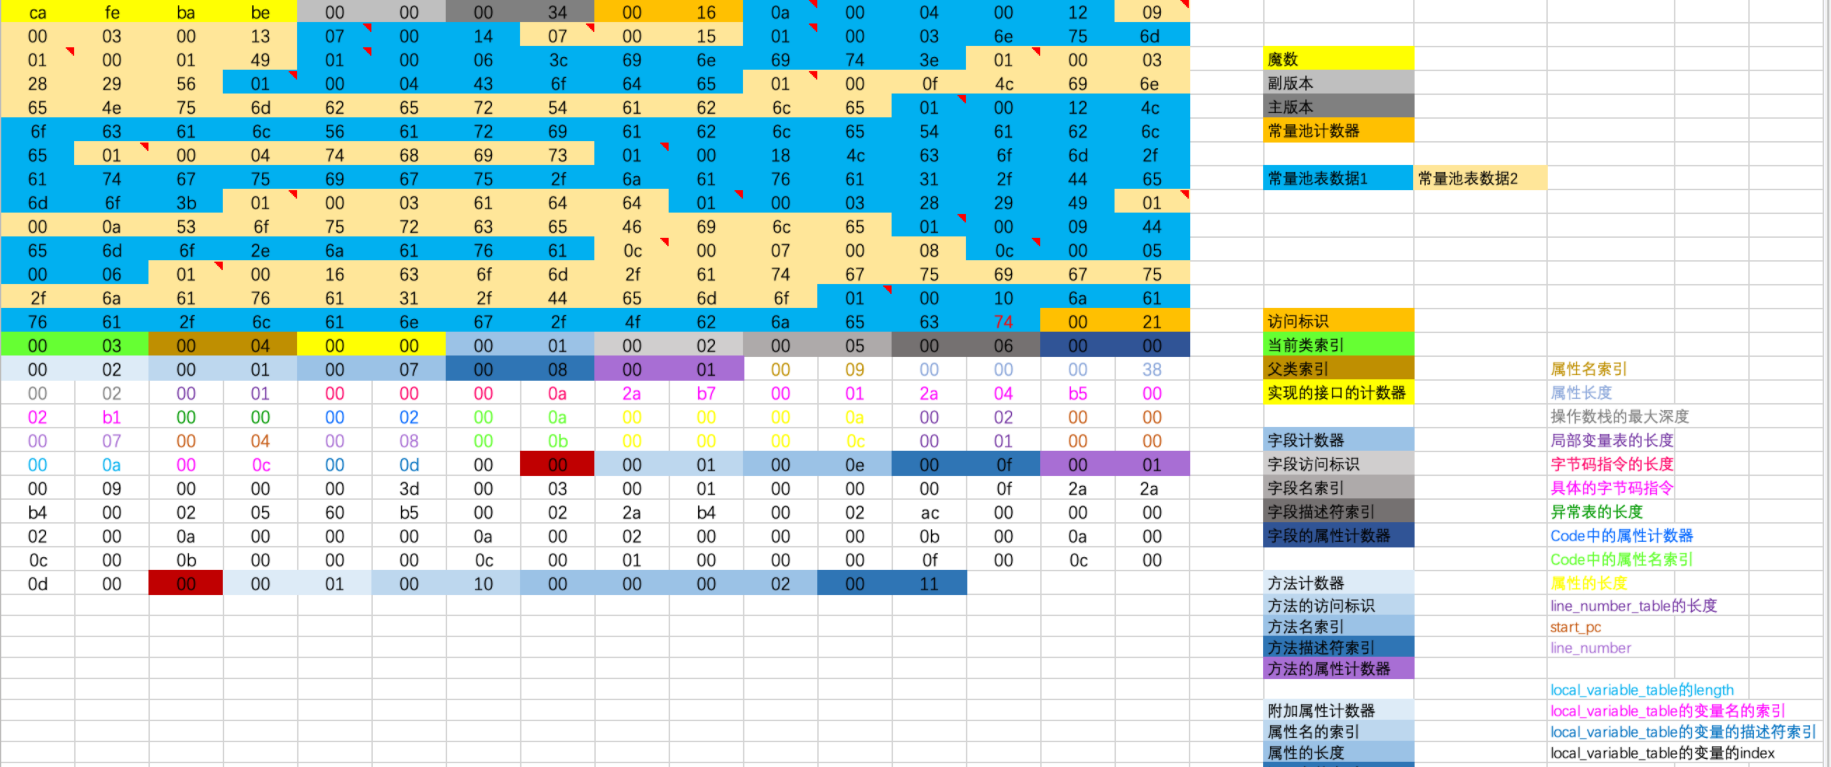 ca fe ba be 00 00 00 34 00 16 0a 00 04 00 12 09
00 03 00 13 07 00 14 07 00 15 01 00 03 6e 75 6d
01 00 01 49 01 00 06 3c 69 6e 69 74 3e 01 00 03 魔数
28 29 56 01 00 04 43 6f 64 65 01 00 0f 4c 69 6e 副版本
65 4e 75 6d 62 65 72 54 61 62 6c 65 01 00 12 4c 主版本
6f 63 61 6c 56 61 72 69 61 62 6c 65 54 61 62 6c 常量池计数器
65 01 00 04 74 68 69 73 01 00 18 4c 63 6f 6d 2f
61 74 67 75 69 67 75 2f 6a 61 76 61 31 2f 44 65 常量池表数据1 常量池表数据2
6d 6f 3b 01 00 03 61 64 64 01 00 03 28 29 49 01
00 0a 53 6f 75 72 63 65 46 69 6c 65 01 00 09 44
65 6d 6f 2e 6a 61 76 61 0c 00 07 00 08 0c 00 05
00 06 01 00 16 63 6f 6d 2f 61 74 67 75 69 67 75
2f 6a 61 76 61 31 2f 44 65 6d 6f 01 00 10 6a 61
76 61 2f 6c 61 6e 67 2f 4f 62 6a 65 63 74 00 21 访问标识
00 03 00 04 00 00 00 01 00 02 00 05 00 06 00 00 当前类索引
00 02 00 01 00 07 00 08 00 01 00 09 00 00 00 38 父类索引 属性名索引
00 02 00 01 00 00 00 0a 2a b7 00 01 2a 04 b5 00 实现的接口的计数器 属性长度
02 b1 00 00 00 02 00 0a 00 00 00 0a 00 02 00 00 操作数栈的最大深度
00 07 00 04 00 08 00 0b 00 00 00 0c 00 01 00 00 字段计数器 局部变量表的长度
00 0a 00 0c 00 0d 00 00 00 01 00 0e 00 0f 00 01 字段访问标识 字节码指令的长度
00 09 00 00 00 3d 00 03 00 01 00 00 00 0f 2a 2a 字段名索引 具体的字节码指令
b4 00 02 05 60 b5 00 02 2a b4 00 02 ac 00 00 00 字段描述符索引 异常表的长度
02 00 0a 00 00 00 0a 00 02 00 00 00 0b 00 0a 00 字段的属性计数器 Code中的属性计数器
0c 00 0b 00 00 00 0c 00 01 00 00 00 0f 00 0c 00 Code中的属性名索引
0d 00 00 00 01 00 10 00 00 00 02 00 11 方法计数器 属性的长度
方法的访问标识 line_number_table的长度
方法名索引 start_pc
方法描述符索引 line_number
方法的属性计数器
local_variable_table的length
附加属性计数器 local_variable_table的变量名的索引
属性名的索引 local_variable_table的变量的描述符索引
属性的长度 local_variable_table的变量的index